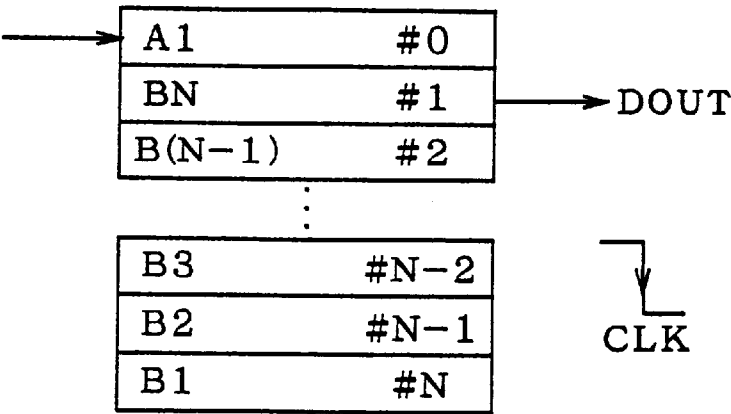 A1 #0
BN #1 DOUT
B(N-1) #2
B3 #N-2
B2 #N-1
CLK
B1 #N